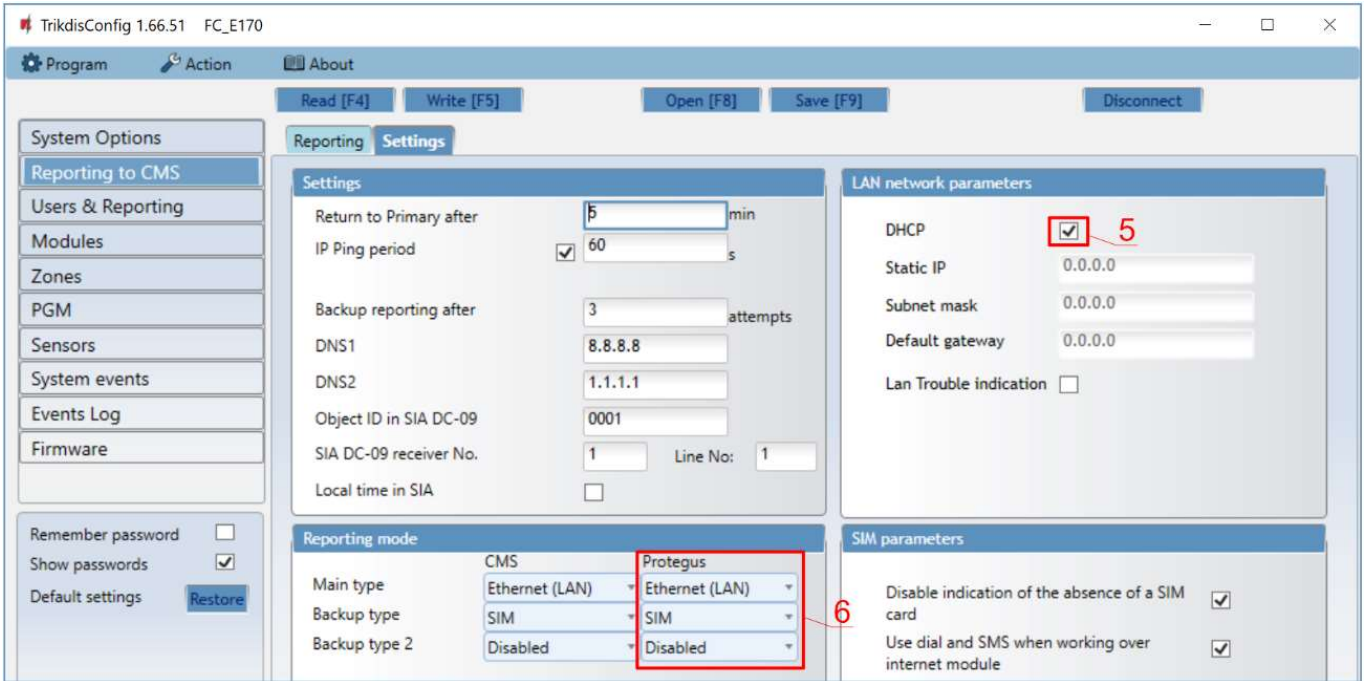 TrikdisConfig 1.66.51 FC_E170
Program Action About
Read [F4] Write [F5] Open [F8] Save [F9] Disconnect
System Options
Reporting to CMS
Users & Reporting
Modules
Zones
PGM
Sensors
System events
Events Log
Firmware
Remember password
Show passwords
Default settings Restore
Reporting Settings
Settings
Return to Primary after 5 min
IP Ping period 60 s
Backup reporting after 3 attempts
DNS1 8.8.8.8
DNS2 1.1.1.1
Object ID in SIA DC-09 0001
SIA DC-09 receiver No. 1 Line No: 1
Local time in SIA
LAN network parameters
DHCP 5
Static IP 0.0.0.0
Subnet mask 0.0.0.0
Default gateway 0.0.0.0
Lan Trouble indication
Reporting mode
CMS Protegus
Main type Ethernet (LAN) Ethernet (LAN)
Backup type SIM SIM 6
Backup type 2 Disabled Disabled
SIM parameters
Disable indication of the absence of a SIM
card
Use dial and SMS when working over
internet module